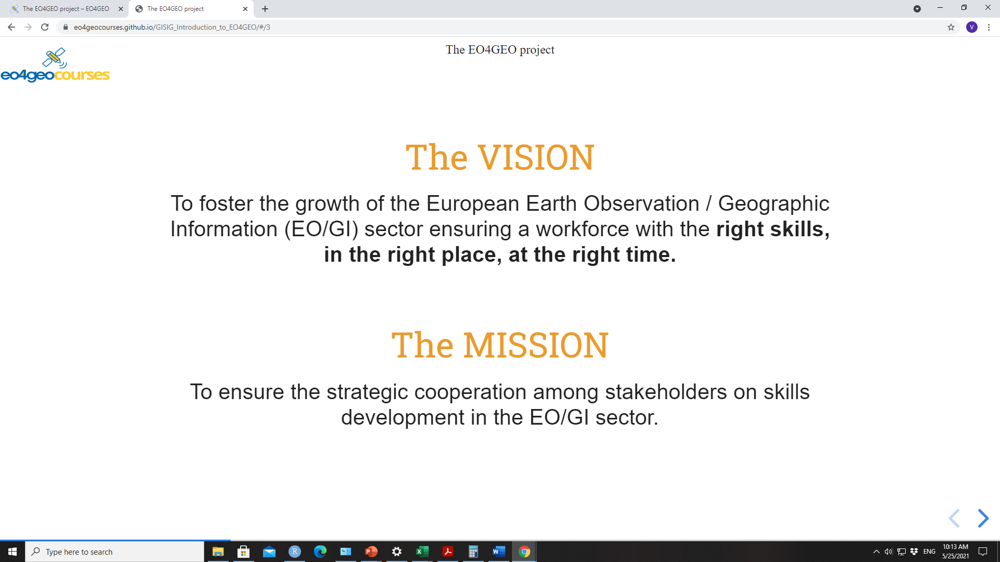 The EO4GEO project – EO4GEO
The EO4GEO project
eo4geocourses.github.io/GISIG_Introduction_to_EO4GEO/#/3
V
The EO4GEO project
eo4geocourses
The VISION
To foster the growth of the European Earth Observation / Geographic
Information (EO/GI) sector ensuring a workforce with the right skills,
in the right place, at the right time.
The MISSION
To ensure the strategic cooperation among stakeholders on skills
development in the EO/GI sector.
Type here to search
ENG
10:13 AM
5/25/2021